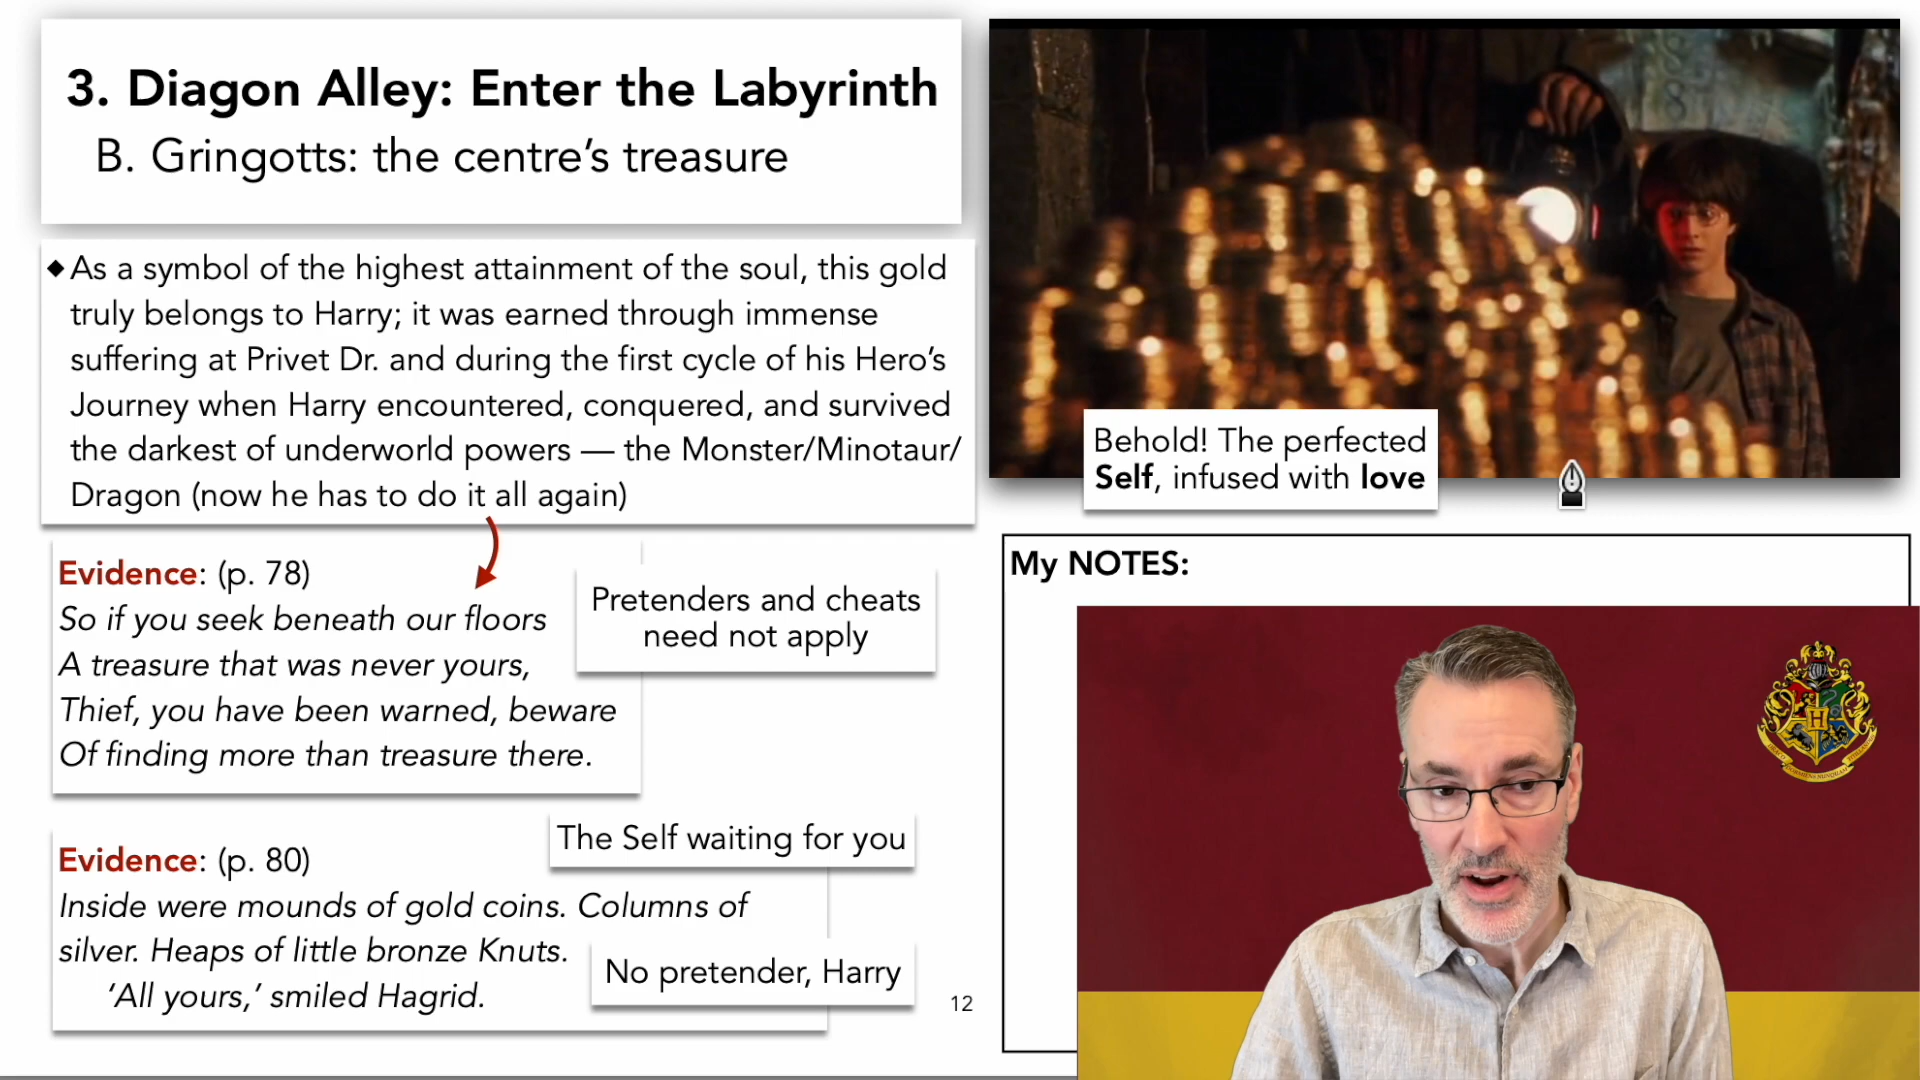 3. Diagon Alley: Enter the Labyrinth
B. Gringotts: the centre’s treasure
◆As a symbol of the highest attainment of the soul, this gold
truly belongs to Harry; it was earned through immense
suffering at Privet Dr. and during the first cycle of his Hero’s
Journey when Harry encountered, conquered, and survived
the darkest of underworld powers — the Monster/Minotaur/
Dragon (now he has to do it all again)
Evidence: (p. 78)
So if you seek beneath our floors
A treasure that was never yours,
Thief, you have been warned, beware
Of finding more than treasure there.
Pretenders and cheats
need not apply
The Self waiting for you
Evidence: (p. 80)
Inside were mounds of gold coins. Columns of
silver. Heaps of little bronze Knuts.
‘All yours,’ smiled Hagrid.
No pretender, Harry
12
Behold! The perfected
Self, infused with love
My NOTES:
H